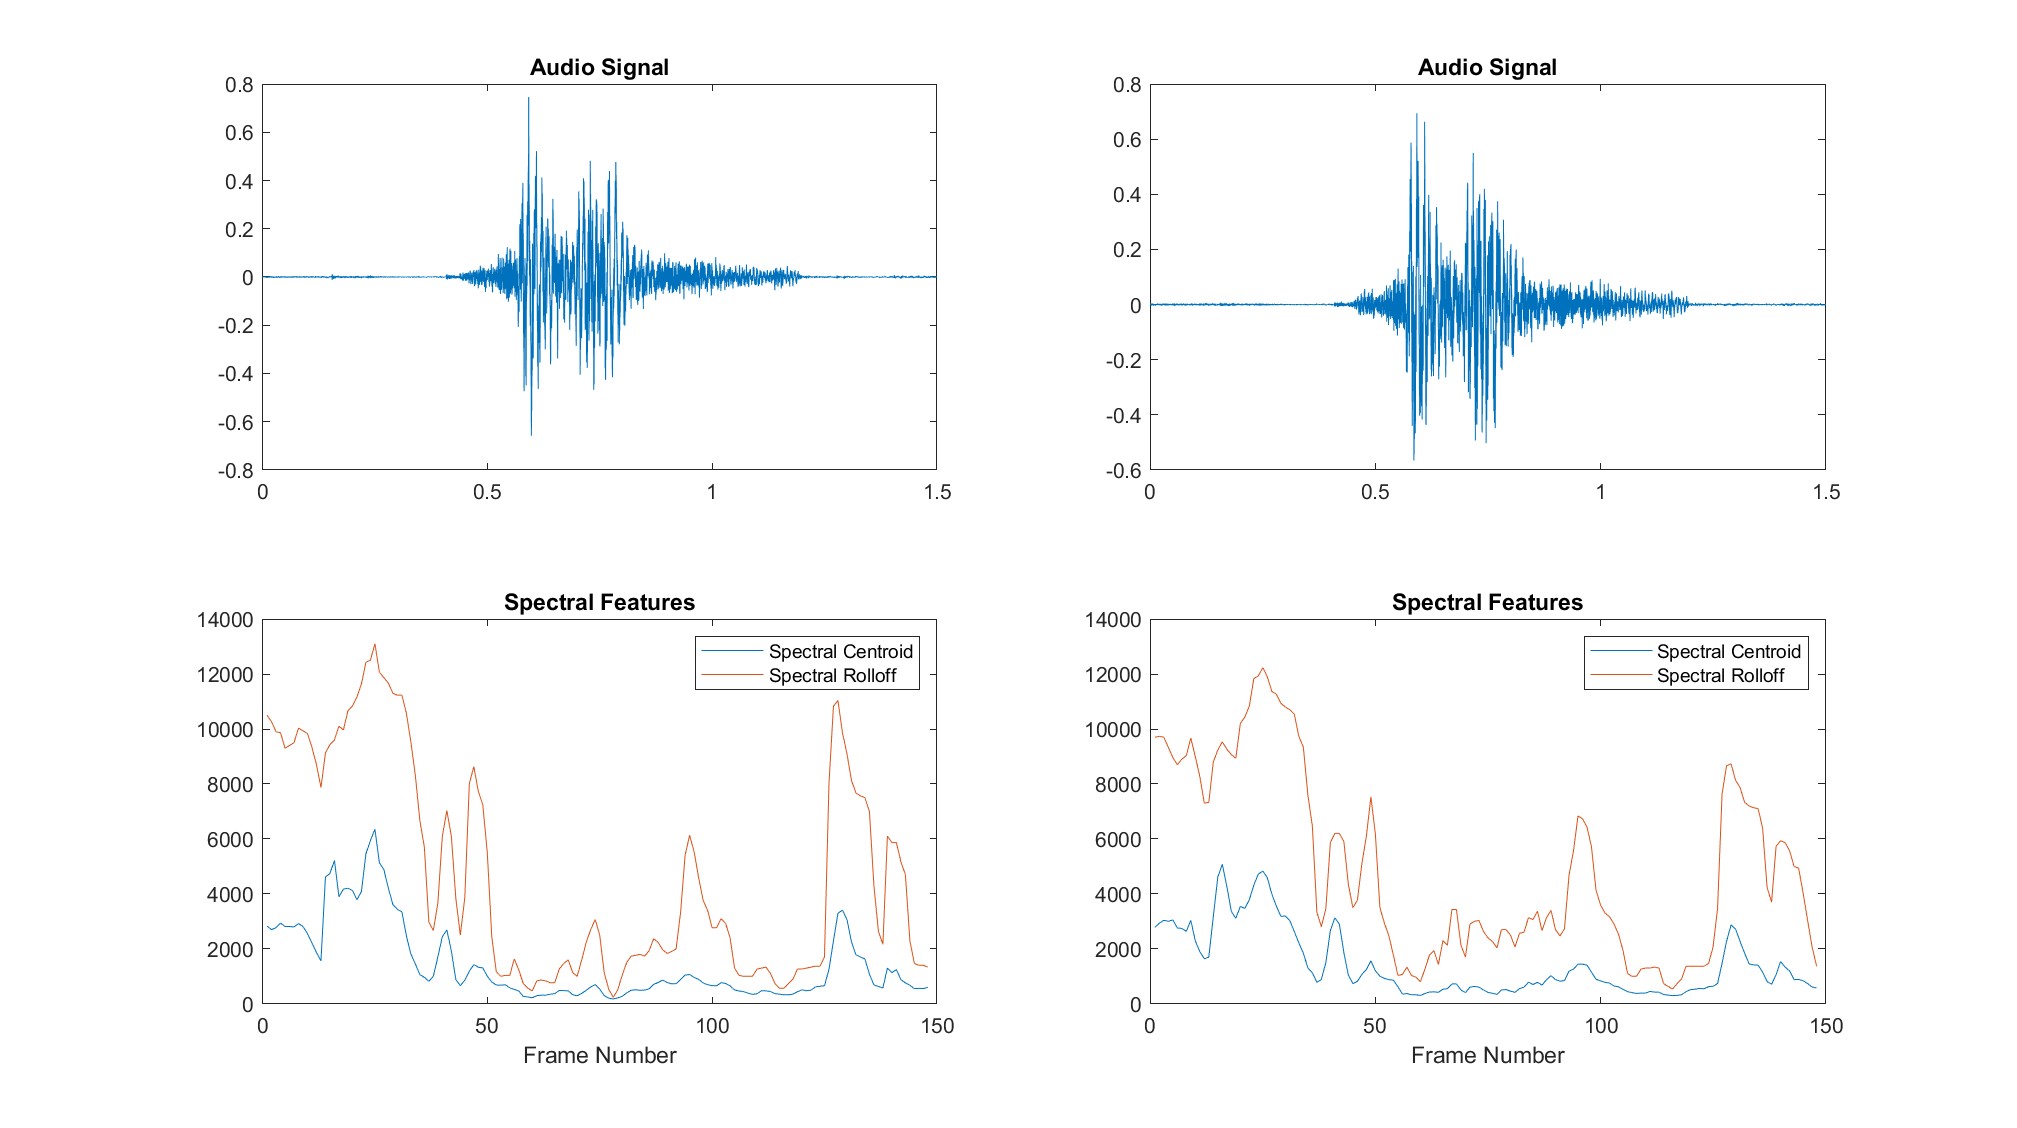 Audio Signal
0.8
0.6
0.4
0.2
0
-0.2
-0.4
-0.6
-0.8
0 0.5 1 1.5
Audio Signal
0.8
0.6
0.4
0.2
0
-0.2
-0.4
-0.6
0 0.5 1 1.5
Spectral Features
14000
12000
10000
8000
6000
4000
2000
0
Spectral Centroid
Spectral Rolloff
0 50 100 150
Frame Number
Spectral Features
14000
12000
10000
8000
6000
4000
2000
0
Spectral Centroid
Spectral Rolloff
0 50 100 150
Frame Number